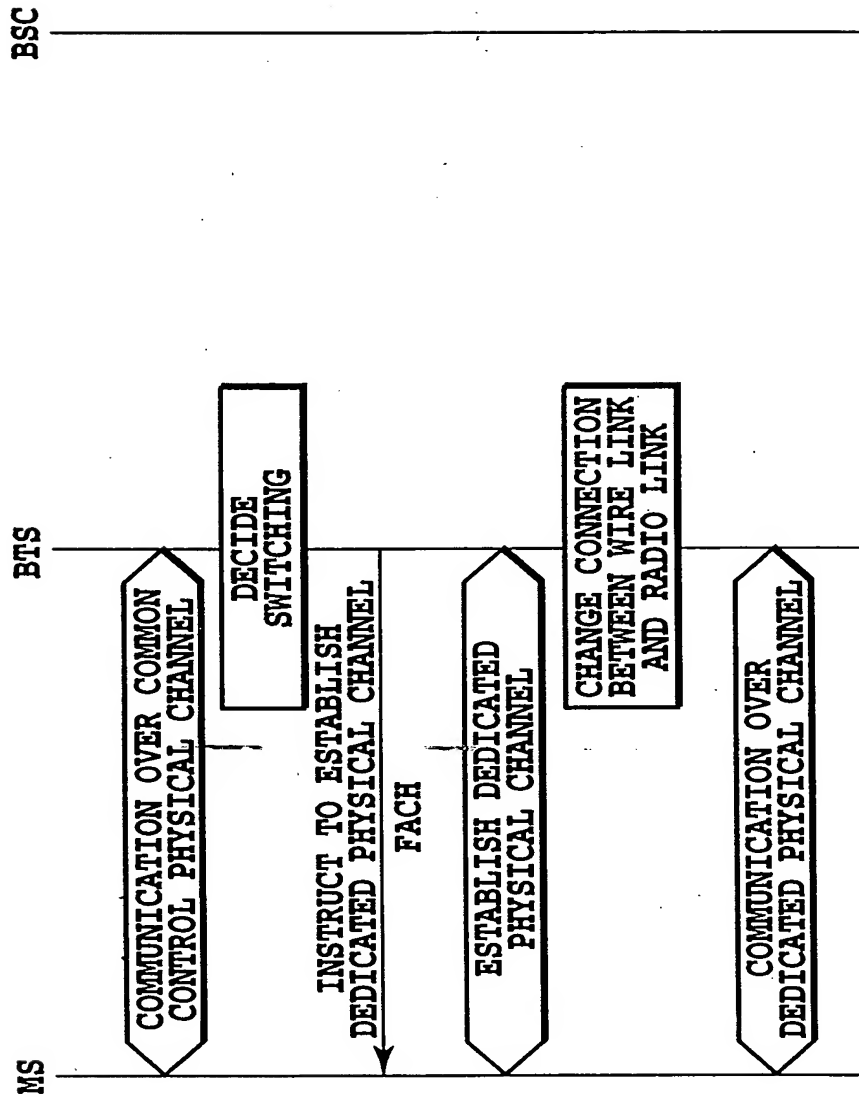 MS
BTS
BSC
COMMUNICATION OVER COMMON
CONTROL PHYSICAL CHANNEL
DECIDE
SWITCHING
INSTRUCT TO ESTABLISH
DEDICATED PHYSICAL CHANNEL
FACH
ESTABLISH DEDICATED
PHYSICAL CHANNEL
CHANGE CONNECTION
BETWEEN WIRE LINK
AND RADIO LINK
COMMUNICATION OVER
DEDICATED PHYSICAL CHANNEL